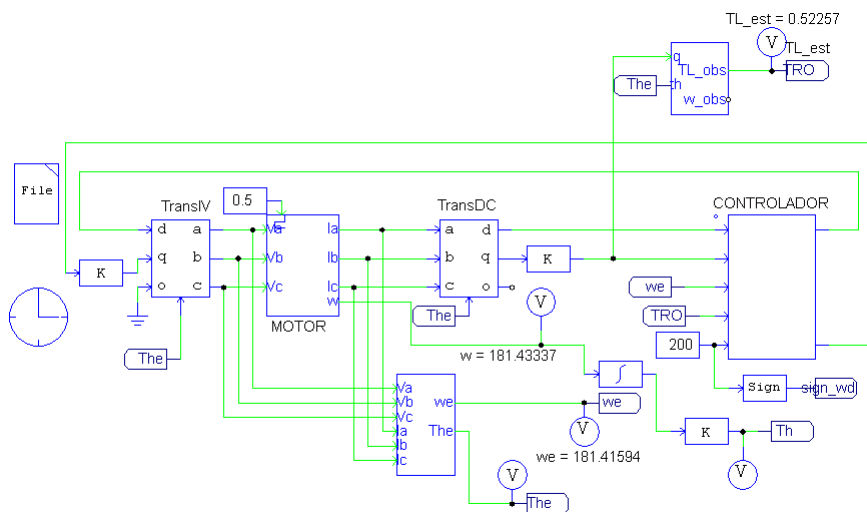 TL_est = 0.52257
V
TL_est
q
TL_obs
TRO
The
th
w_obs
File
TransIV
0.5
TransDC
CONTROLADOR
d a
Va
Ia
a d
q b
Vb
Ib
b q
K
K
o c
Vc
Ic
c o
w
we
The
The
V
TRO
MOTOR
w = 181.43337
200
∫
Sign
sign_wd
Va
Vb
Vc
Ia
Ib
Ic
we
The
we
V
K
Th
we = 181.41594
V
V
The